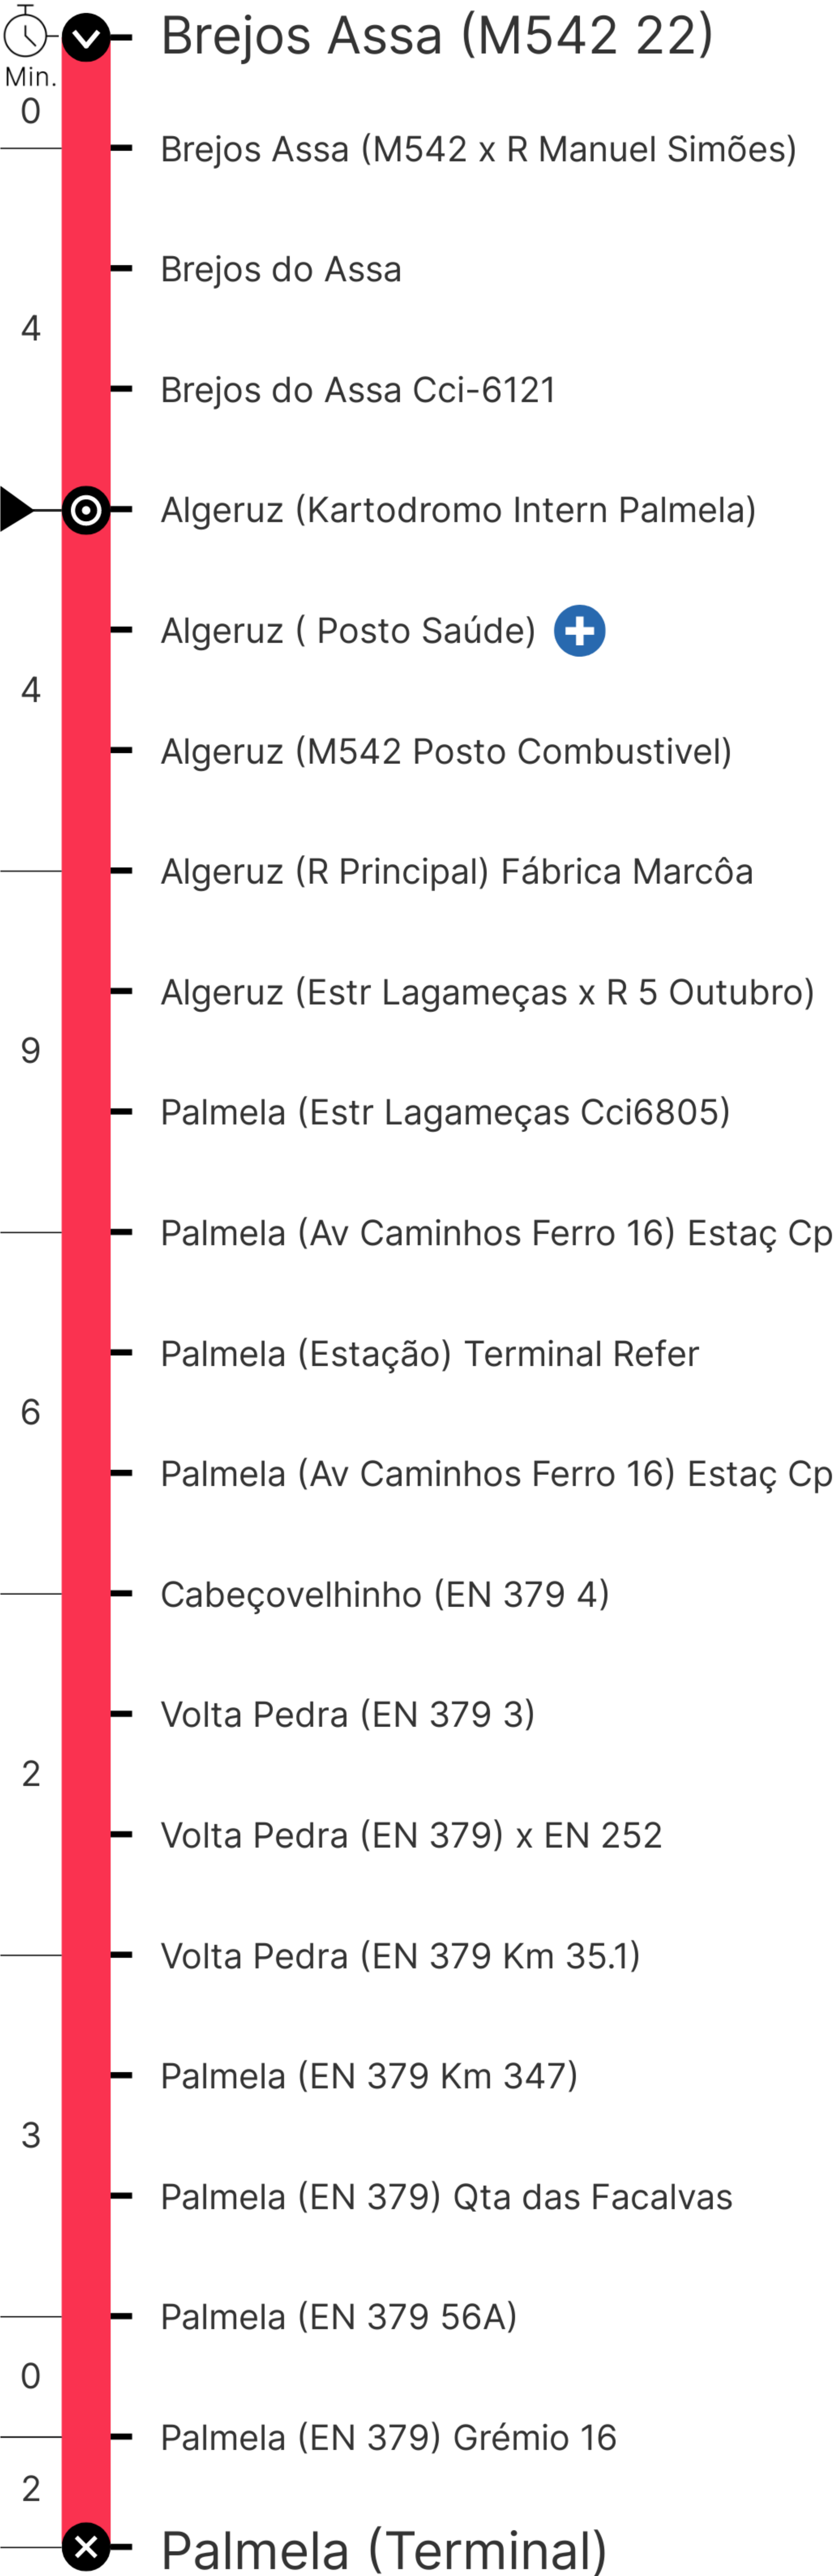 Brejos Assa (M542 22)
Min.
0
Brejos Assa (M542 x R Manuel Simões)
Brejos do Assa
4
Brejos do Assa Cci-6121
Algeruz (Kartodromo Intern Palmela)
Algeruz ( Posto Saúde)
4
Algeruz (M542 Posto Combustivel)
Algeruz (R Principal) Fábrica Marcôa
Algeruz (Estr Lagameças x R 5 Outubro)
9
Palmela (Estr Lagameças Cci6805)
Palmela (Av Caminhos Ferro 16) Estaç Cp
Palmela (Estação) Terminal Refer
6
Palmela (Av Caminhos Ferro 16) Estaç Cp
Cabeçovelhinho (EN 379 4)
Volta Pedra (EN 379 3)
2
Volta Pedra (EN 379) x EN 252
Volta Pedra (EN 379 Km 35.1)
Palmela (EN 379 Km 347)
3
Palmela (EN 379) Qta das Facalvas
Palmela (EN 379 56A)
0
Palmela (EN 379) Grémio 16
2
Palmela (Terminal)